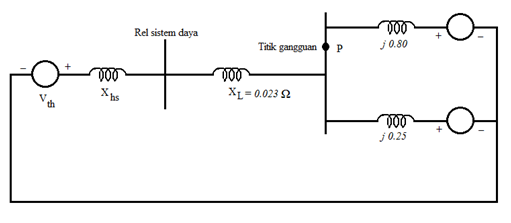 Rel sistem daya
Titik gangguan
p
j 0.80
+
−
−
+
V th
X hs
X L = 0.023 Ω
j 0.25
+
−